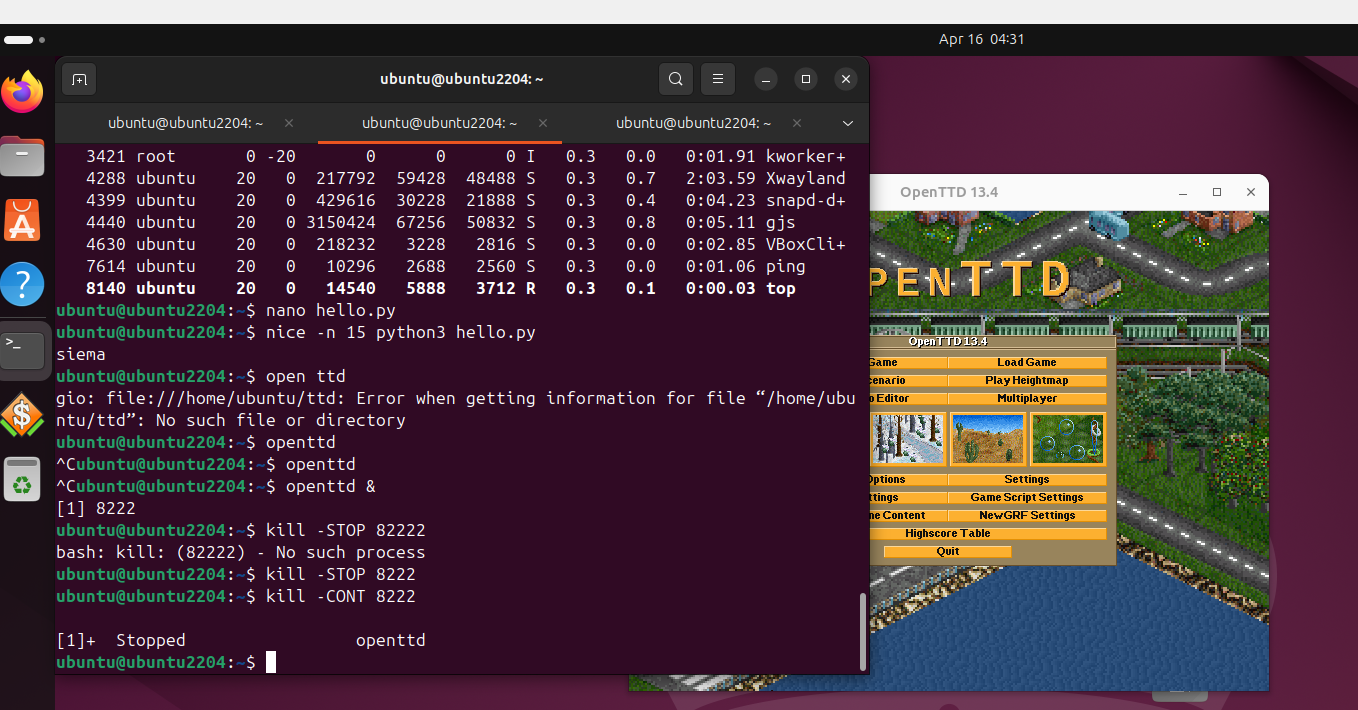 Apr 16 04:31
ubuntu@ubuntu2204: ~
ubuntu@ubuntu2204: ~
ubuntu@ubuntu2204: ~
ubuntu@ubuntu2204: ~
3421 root 0 -20 0 0 0 I 0.3 0.0 0:01.91 kworker+
4288 ubuntu 20 0 217792 59428 48488 S 0.3 0.7 2:03.59 Xwayland
4399 ubuntu 20 0 429616 30228 21888 S 0.3 0.4 0:04.23 snapd-d+
4440 ubuntu 20 0 3150424 67256 50832 S 0.3 0.8 0:05.11 gjs
4630 ubuntu 20 0 218232 3228 2816 S 0.3 0.0 0:02.85 VBoxCli+
7614 ubuntu 20 0 10296 2688 2560 S 0.3 0.0 0:01.06 ping
8140 ubuntu 20 0 14540 5888 3712 R 0.3 0.1 0:00.03 top
ubuntu@ubuntu2204:~$ nano hello.py
ubuntu@ubuntu2204:~$ nice -n 15 python3 hello.py
siema
ubuntu@ubuntu2204:~$ open ttd
gio: file:///home/ubuntu/ttd: Error when getting information for file “/home/ubu
ntu/ttd”: No such file or directory
ubuntu@ubuntu2204:~$ openttd
^Cubuntu@ubuntu2204:~$ openttd
^Cubuntu@ubuntu2204:~$ openttd &
[1] 8222
ubuntu@ubuntu2204:~$ kill -STOP 82222
bash: kill: (82222) - No such process
ubuntu@ubuntu2204:~$ kill -STOP 8222
ubuntu@ubuntu2204:~$ kill -CONT 8222
[1]+ Stopped openttd
ubuntu@ubuntu2204:~$
OpenTTD 13.4
PENTTD
OpenTTD 13.4
Game Load Game
cenario Play Heightmap
o Editor Multiplayer
Options Settings
ttings Game Script Settings
ne Content NewGRF Settings
Highscore Table
Quit